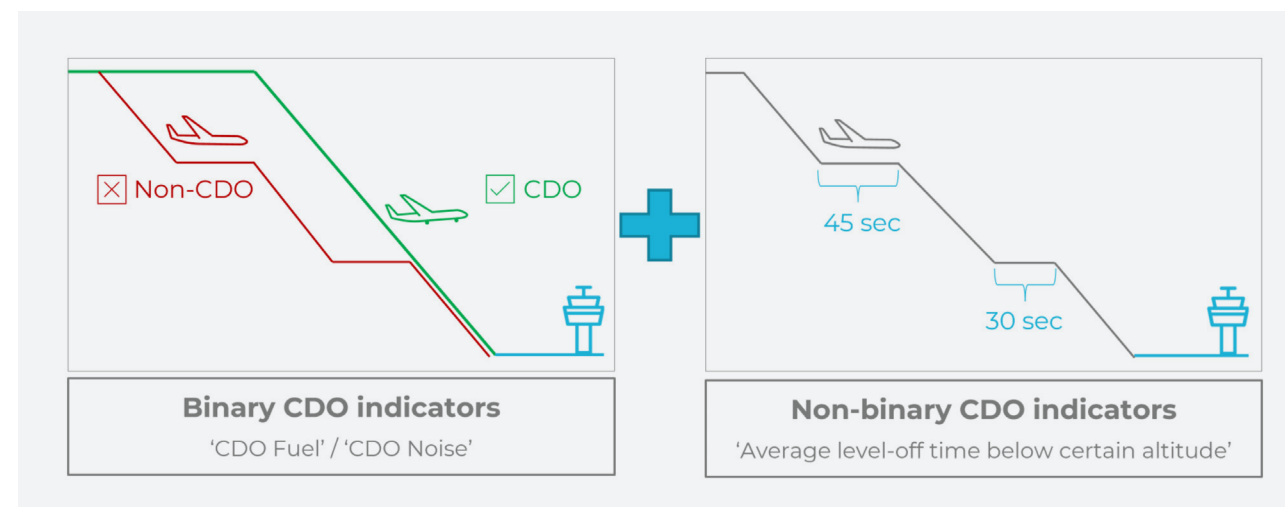 Non-CDO
CDO
Binary CDO indicators
‘CDO Fuel’ / ‘CDO Noise’
45 sec
30 sec
Non-binary CDO indicators
‘Average level-off time below certain altitude’